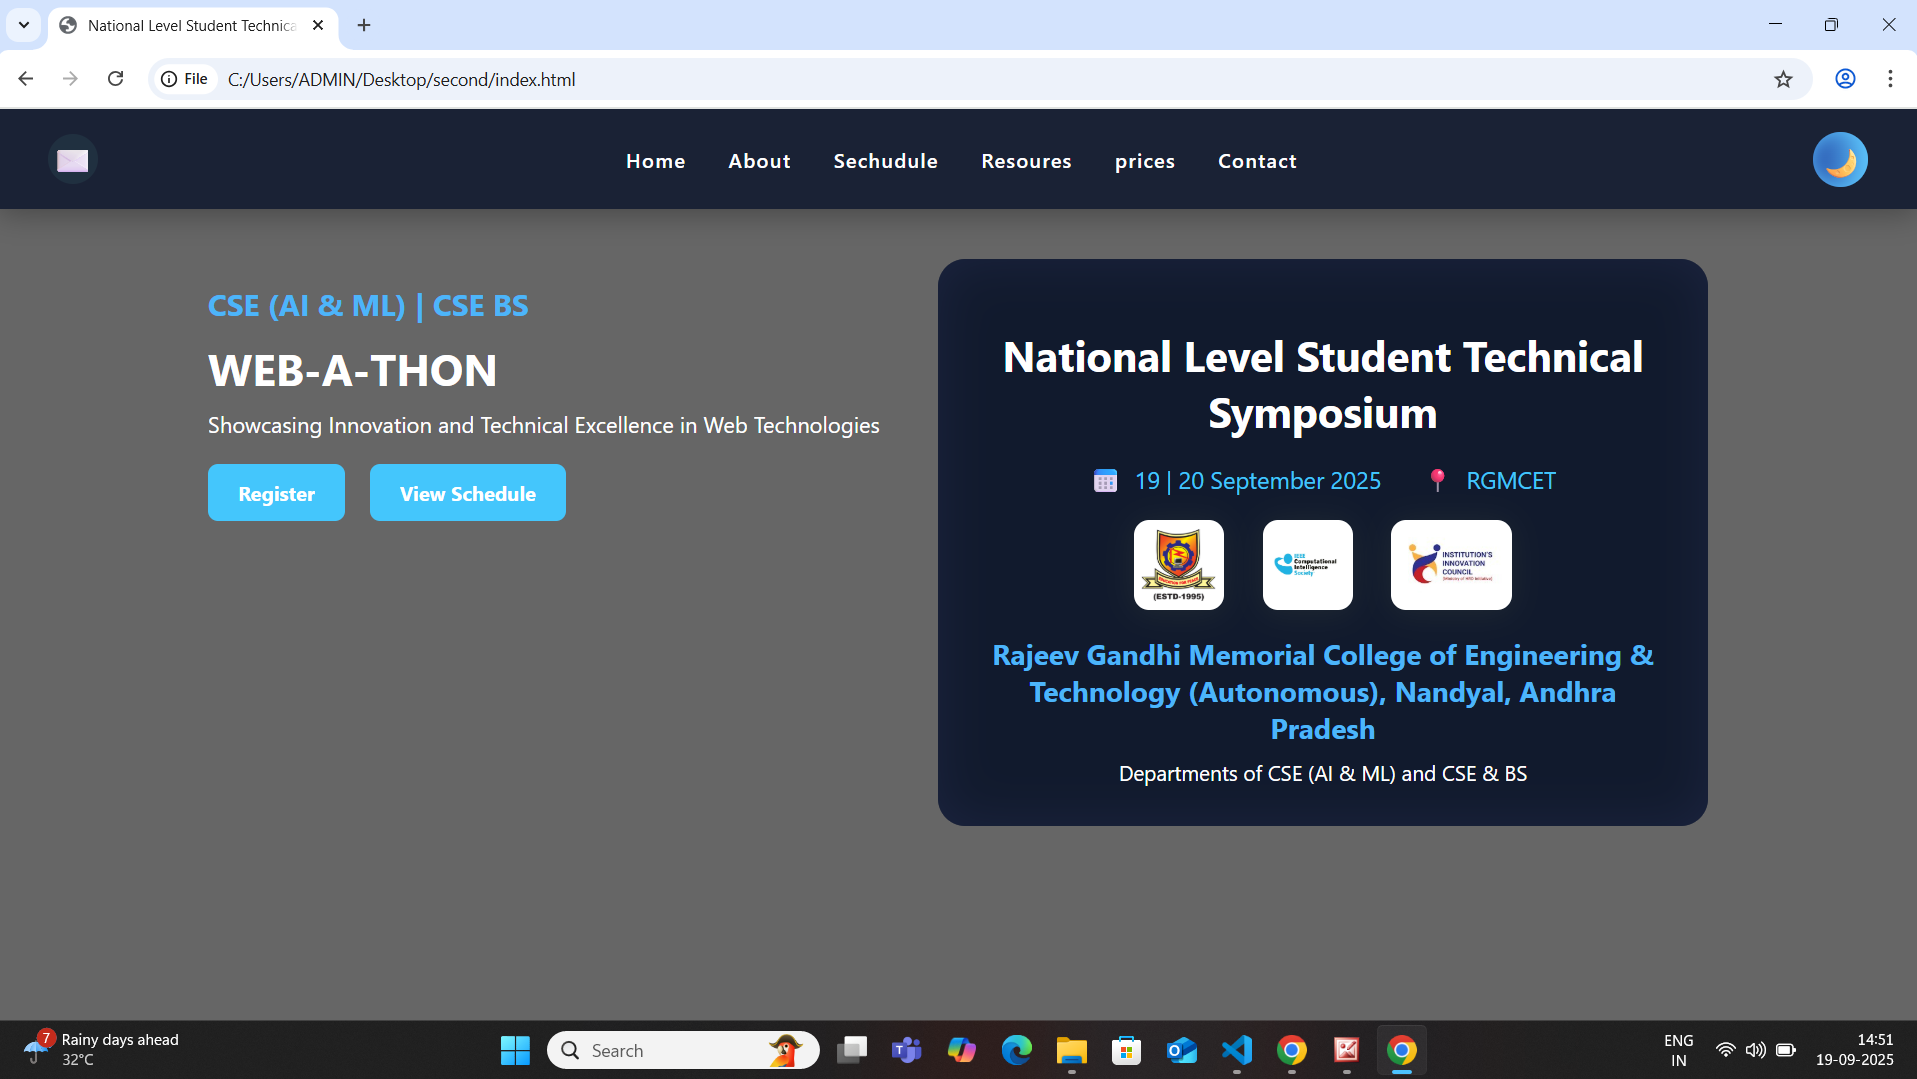 National Level Student Technica
File
C:/Users/ADMIN/Desktop/second/index.html
Home
About
Sechudule
Resoures
prices
Contact
CSE (AI & ML) | CSE BS
WEB-A-THON
Showcasing Innovation and Technical Excellence in Web Technologies
Register
View Schedule
National Level Student Technical
Symposium
19 | 20 September 2025
RGMCET
(ESTD-1995)
IEEE
Computational
Intelligence
Society
INSTITUTION'S
INNOVATION
COUNCIL
Rajeev Gandhi Memorial College of Engineering &
Technology (Autonomous), Nandyal, Andhra
Pradesh
Departments of CSE (AI & ML) and CSE & BS
7
Rainy days ahead
32°C
Search
ENG
IN
14:51
19-09-2025